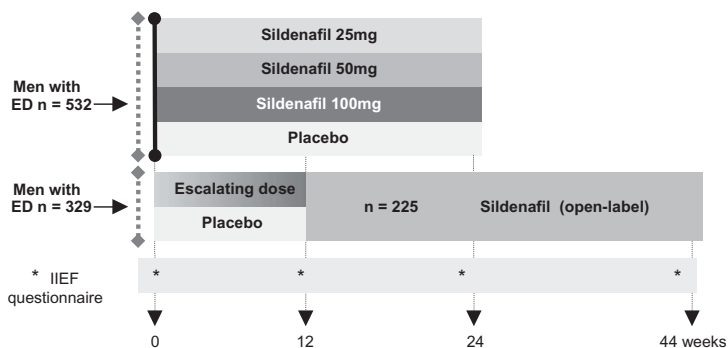 Sildenafil 25mg
Sildenafil 50mg
Men with
ED n = 532
Sildenafil 100mg
Placebo
Men with
ED n = 329
Escalating dose
Placebo
n = 225 Sildenafil (open-label)
* IIEF
questionnaire
* * * *
0 12 24 44 weeks